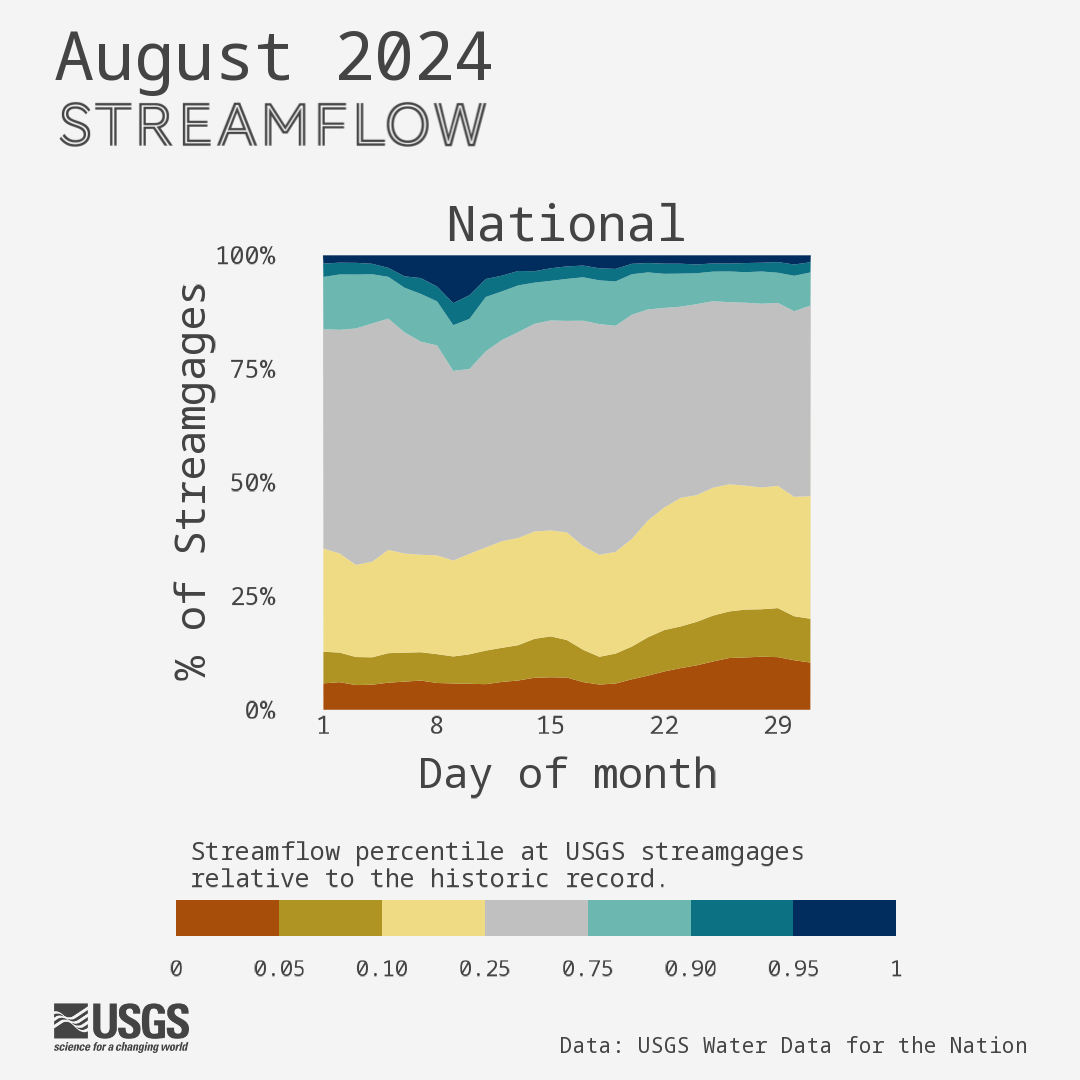 August 2024
STREAMFLOW
National
% of Streamgages
100%
75%
50%
25%
0%
1 8 15 22 29
Day of month
Streamflow percentile at USGS streamgages
relative to the historic record.
0 0.05 0.10 0.25 0.75 0.90 0.95 1
USGS
science for a changing world
Data: USGS Water Data for the Nation